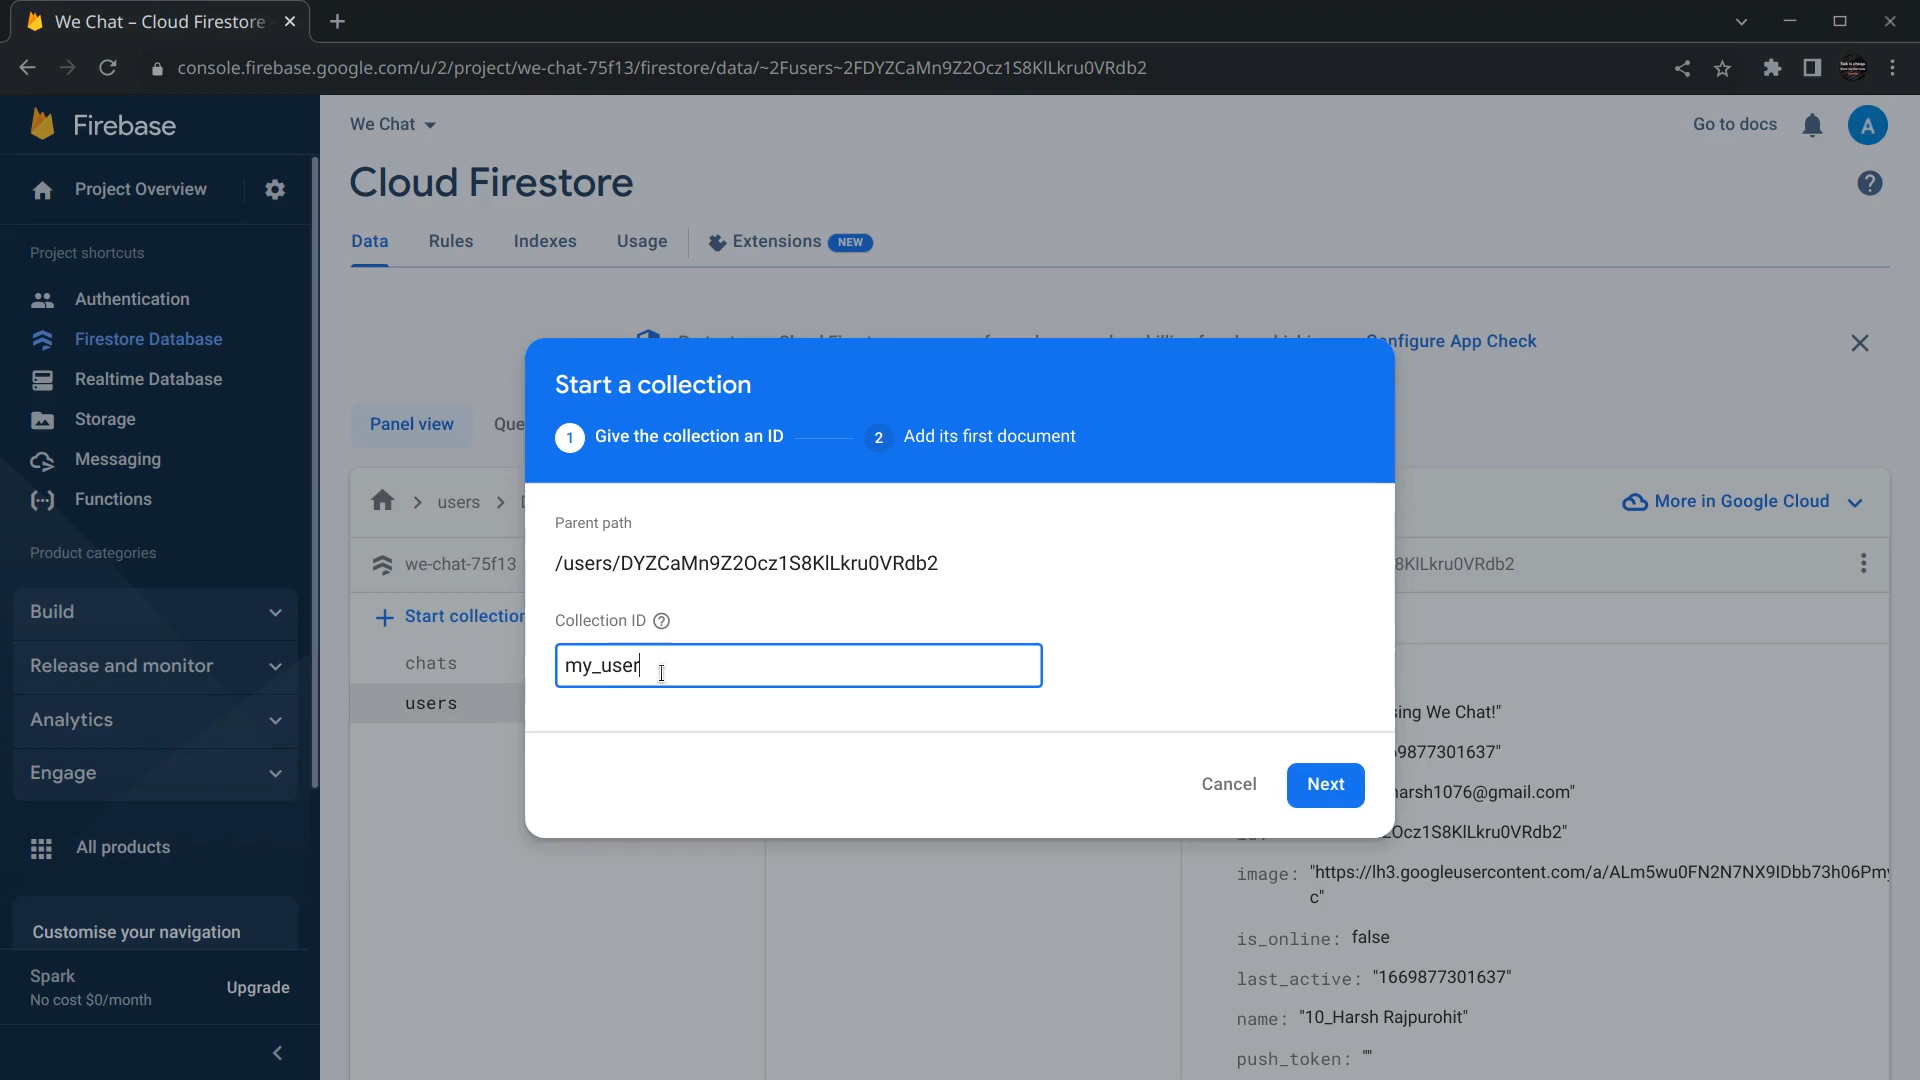 We Chat – Cloud Firestore
console.firebase.google.com/u/2/project/we-chat-75f13/firestore/data/~2Fusers~2FDYZCaMn9Z2Ocz1S8KlLkru0VRdb2
Firebase
We Chat
Go to docs
A
Project Overview
Cloud Firestore
Data
Rules
Indexes
Usage
Extensions
NEW
Project shortcuts
Authentication
Firestore Database
Realtime Database
Storage
Messaging
Functions
Product categories
Build
Release and monitor
Analytics
Engage
All products
Customise your navigation
Spark
No cost $0/month
Upgrade
onfigure App Check
Panel view
Que
users
More in Google Cloud
we-chat-75f13
8KlLkru0VRdb2
Start collection
chats
users
Start a collection
1
Give the collection an ID
2
Add its first document
Parent path
/users/DYZCaMn9Z2Ocz1S8KlLkru0VRdb2
Collection ID
my_user
Cancel
Next
sing We Chat!"
9877301637"
harsh1076@gmail.com"
Ocz1S8KlLkru0VRdb2"
image: "https://lh3.googleusercontent.com/a/ALm5wu0FN2N7NX9IDbb73h06Pmy
c"
is_online: false
last_active: "1669877301637"
name: "10_Harsh Rajpurohit"
push_token: ""